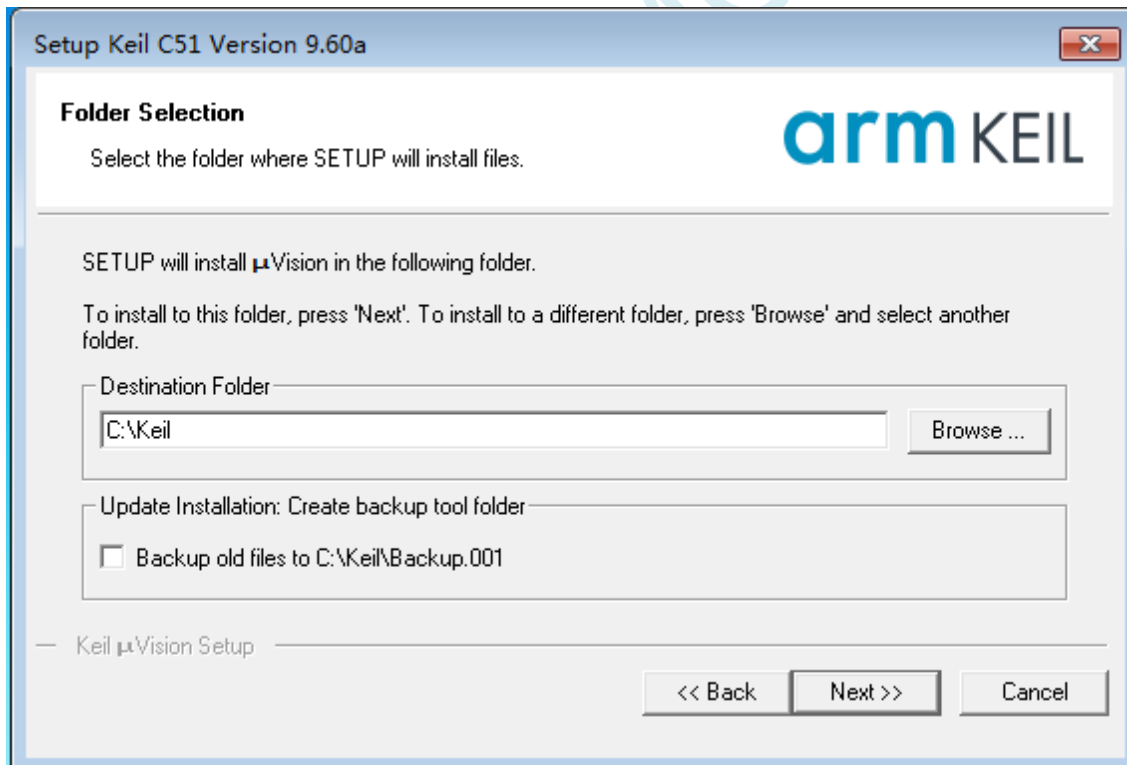 Setup Keil C51 Version 9.60a
Folder Selection
Select the folder where SETUP will install files.
arm KEIL
SETUP will install µVision in the following folder.
To install to this folder, press 'Next'. To install to a different folder, press 'Browse' and select another
folder.
Destination Folder
C:\Keil
Browse ...
Update Installation: Create backup tool folder
Backup old files to C:\Keil\Backup.001
Keil µVision Setup
<< Back
Next >>
Cancel